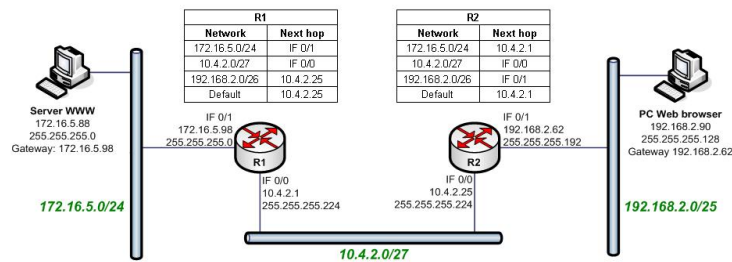 R1
Network Next hop
172.16.5.0/24 IF 0/1
10.4.2.0/27 IF 0/0
192.168.2.0/26 10.4.2.25
Default 10.4.2.25
R2
Network Next hop
172.16.5.0/24 10.4.2.1
10.4.2.0/27 IF 0/0
192.168.2.0/26 IF 0/1
Default 10.4.2.1
Server WWW
172.16.5.88
255.255.255.0
Gateway: 172.16.5.98
IF 0/1
172.16.5.98
255.255.255.0
R1
IF 0/0
10.4.2.1
255.255.255.224
IF 0/1
192.168.2.62
255.255.255.192
R2
IF 0/0
10.4.2.25
255.255.255.224
PC Web browser
192.168.2.90
255.255.255.128
Gateway 192.168.2.62
172.16.5.0/24
10.4.2.0/27
192.168.2.0/25